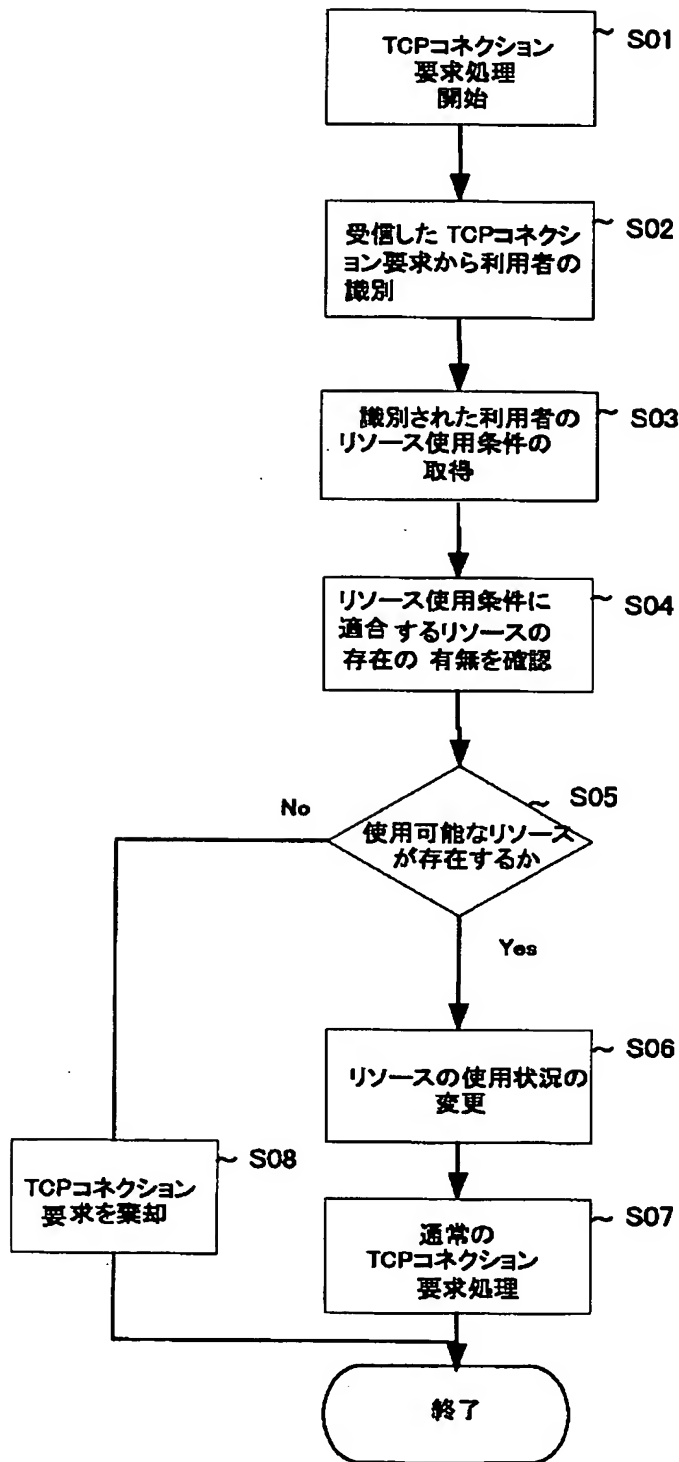 TCPコネクション
要求処理
開始
S01
受信した TCPコネクシ
ョン要求から利用者の
識別
S02
識別された利用者の
リソース使用条件の
取得
S03
リソース使用条件に
適合するリソースの
存在の 有無を確認
S04
使用可能なリソース
が存在するか
S05
No
Yes
リソースの使用状況の
変更
S06
TCPコネクション
要求を棄却
S08
通常の
TCPコネクション
要求処理
S07
終了